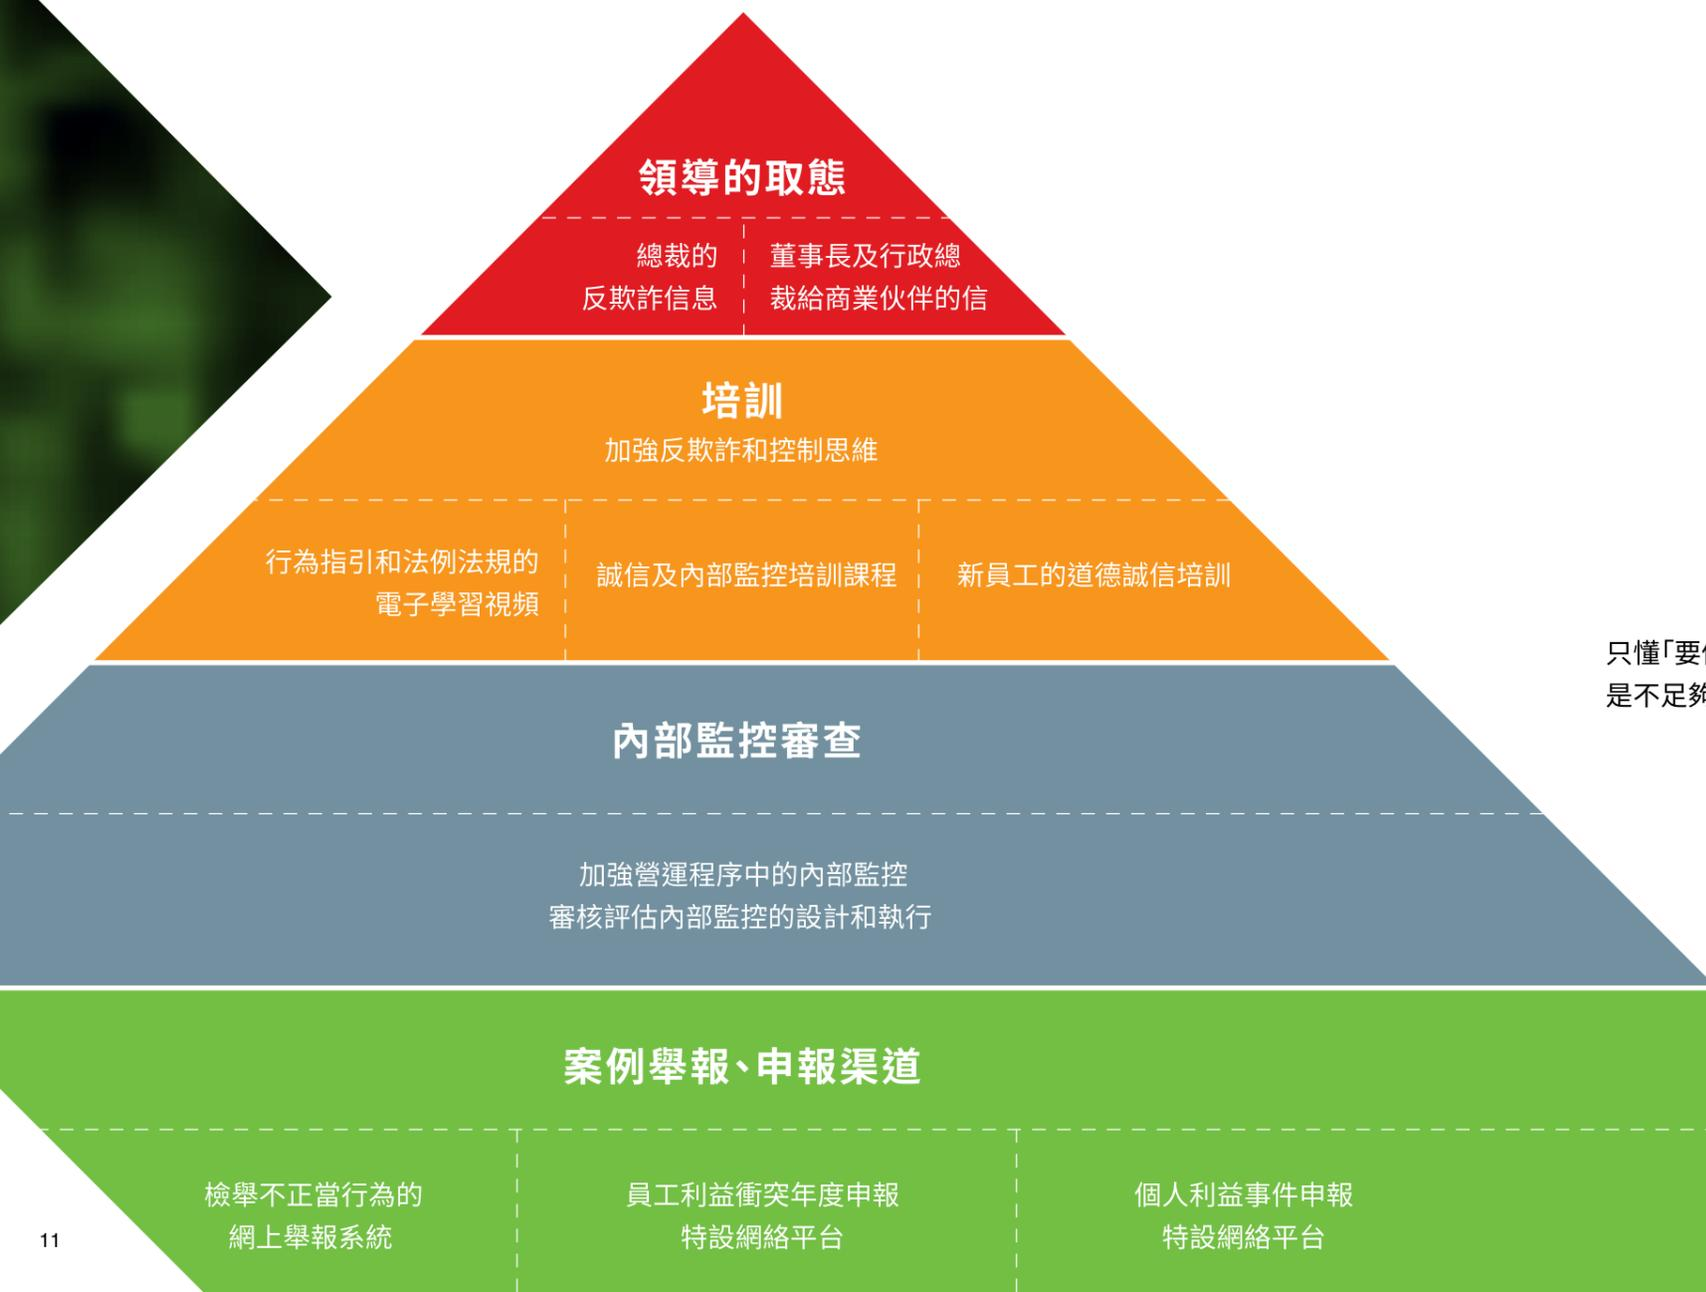 領導的取態
總裁的
反欺詐信息
董事長及行政總
裁給商業伙伴的信
培訓
加強反欺詐和控制思維
行為指引和法例法規的
電子學習視頻
誠信及內部監控培訓課程
新員工的道德誠信培訓
只懂「要
是不足夠
內部監控審查
加強營運程序中的內部監控
審核評估內部監控的設計和執行
案例舉報、申報渠道
檢舉不正當行為的
網上舉報系統
員工利益衝突年度申報
特設網絡平台
個人利益事件申報
特設網絡平台
11